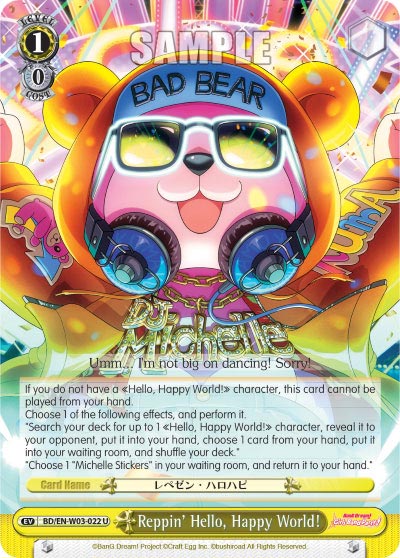 LEVEL
1
0
COST
SAMPLE
BAD BEAR
KUMA
DJ
Michelle
Umm... I'm not big on dancing! Sorry!
If you do not have a «Hello, Happy World!» character, this card cannot be
played from your hand.
Choose 1 of the following effects, and perform it.
"Search your deck for up to 1 «Hello, Happy World!» character, reveal it to
your opponent, put it into your hand, choose 1 card from your hand, put it
into your waiting room, and shuffle your deck."
"Choose 1 "Michelle Stickers" in your waiting room, and return it to your hand."
Card Name
レペゼン・ハロハピ
EV BD/EN-W03-022 U
Reppin' Hello, Happy World!
BanG Dream!
Girls Band Party!
©BanG Dream! Project ©Craft Egg Inc. ©bushiroad All Rights Reserved.